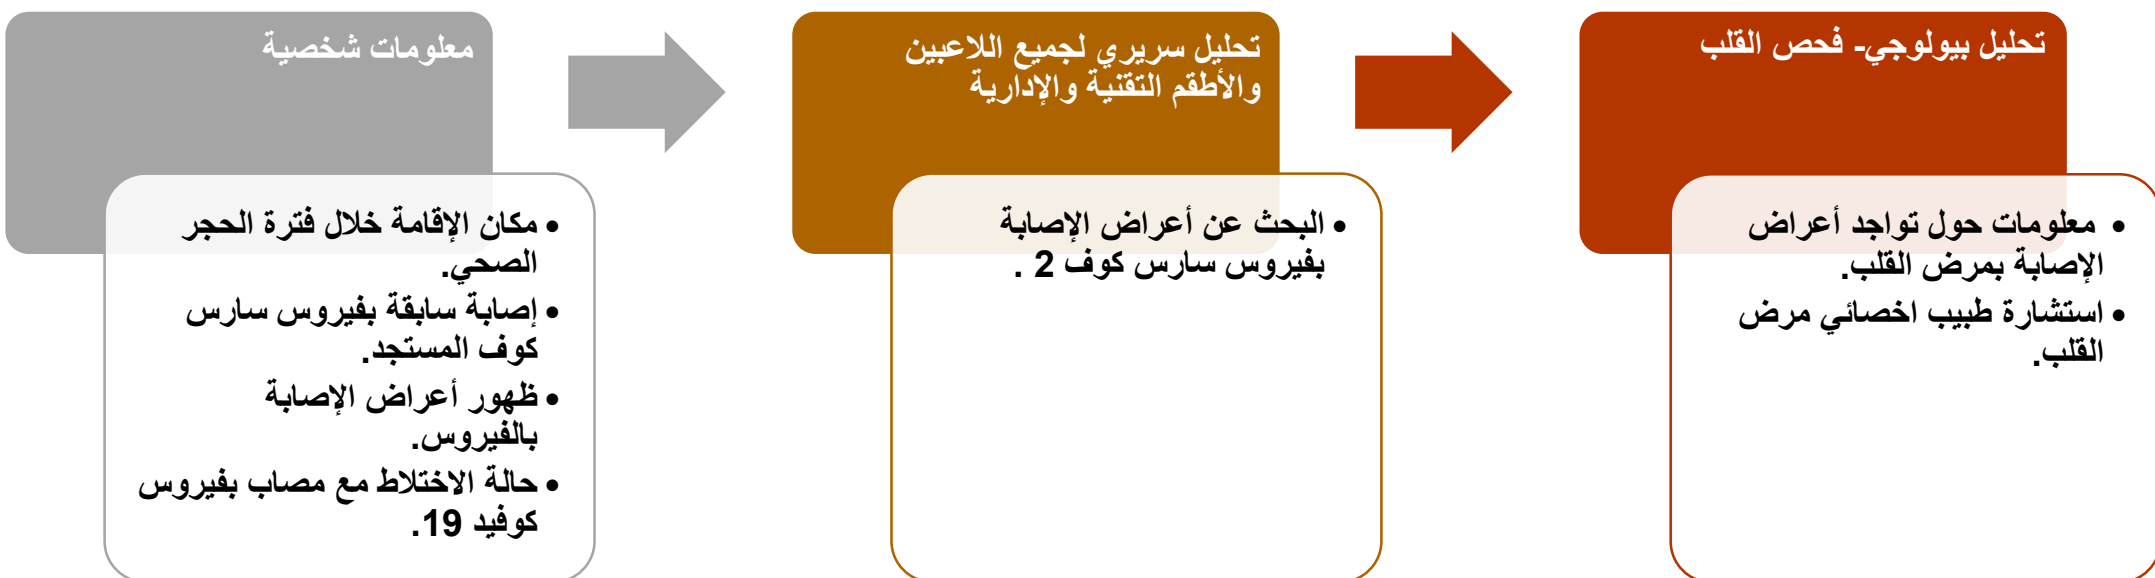 معلومات شخصية
• مكان الإقامة خلال فترة الحجر
الصحي.
• إصابة سابقة بفيروس سارس
كوف المستجد.
• ظهور أعراض الإصابة
بالفيروس.
• حالة الاختلاط مع مصاب بفيروس
كوفيد 19.
تحليل سريري لجميع اللاعبين
والأطقم التقنية والإدارية
• البحث عن أعراض الإصابة
بفيروس سارس كوف 2 .
تحليل بيولوجي- فحص القلب
• معلومات حول تواجد أعراض
الإصابة بمرض القلب.
• استشارة طبيب اخصائي مرض
القلب.